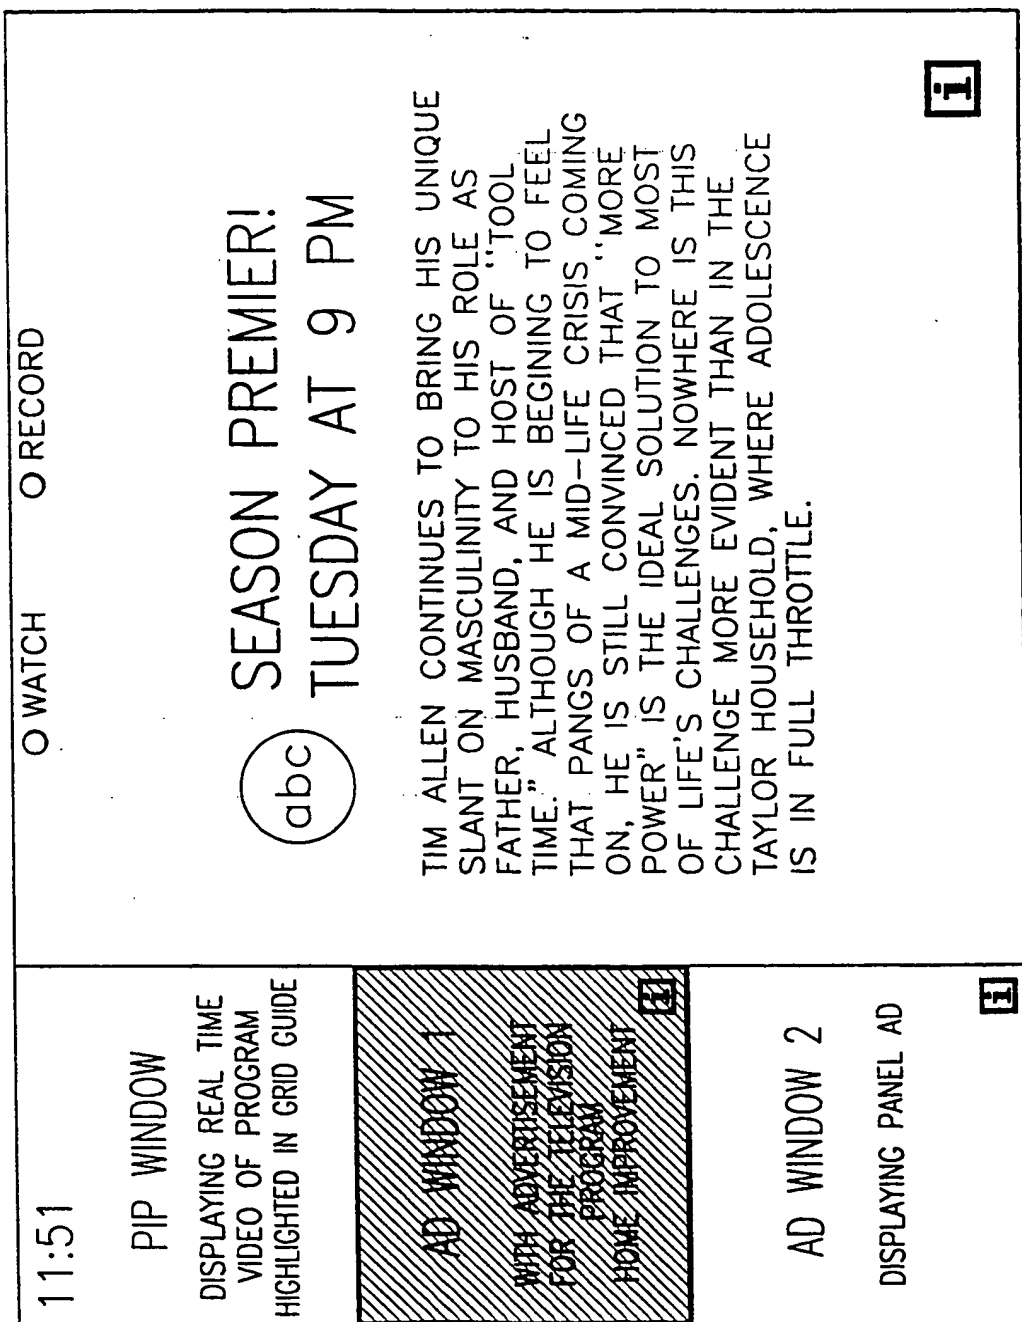 11:51
PIP WINDOW
DISPLAYING REAL TIME
VIDEO OF PROGRAM
HIGHLIGHTED IN GRID GUIDE
AD WINDOW 1
WITH ADVERTISEMENT
FOR THE TELEVISION
PROGRAM
HOME IMPROVEMENT
i
AD WINDOW 2
DISPLAYING PANEL AD
i
O WATCH O RECORD
abc
SEASON PREMIER!
TUESDAY AT 9 PM
TIM ALLEN CONTINUES TO BRING HIS UNIQUE
SLANT ON MASCULINITY TO HIS ROLE AS
FATHER, HUSBAND, AND HOST OF "TOOL
TIME." ALTHOUGH HE IS BEGINING TO FEEL
THAT PANGS OF A MID-LIFE CRISIS COMING
ON, HE IS STILL CONVINCED THAT "MORE
POWER" IS THE IDEAL SOLUTION TO MOST
OF LIFE'S CHALLENGES. NOWHERE IS THIS
CHALLENGE MORE EVIDENT THAN IN THE
TAYLOR HOUSEHOLD, WHERE ADOLESCENCE
IS IN FULL THROTTLE.
i